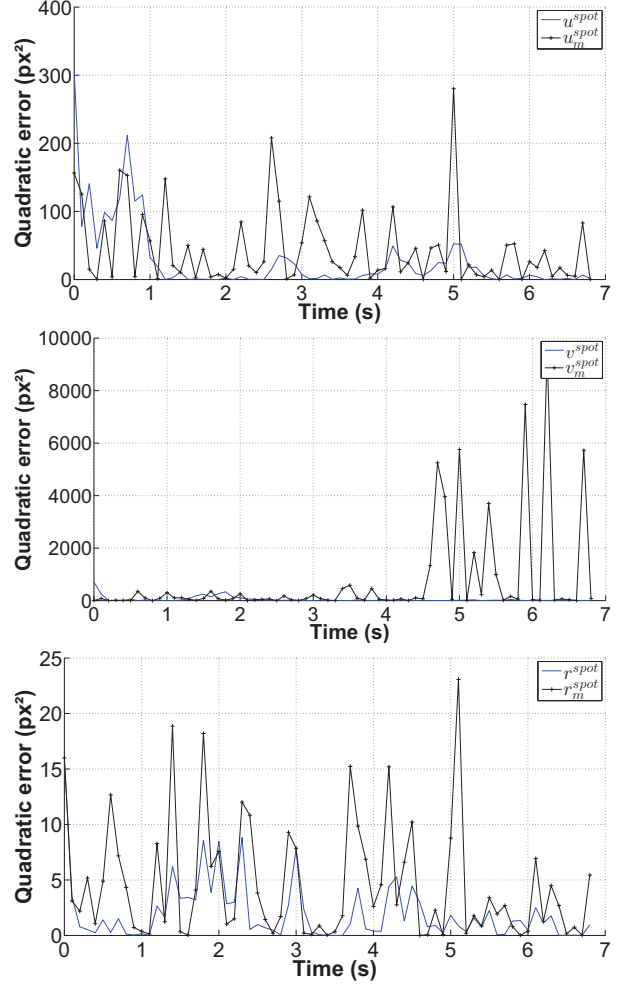 400
300
200
100
0
Quadratic error (px²)
u^{spot}
u_m^{spot}
0 1 2 3 4 5 6 7
Time (s)
10000
8000
6000
4000
2000
0
Quadratic error (px²)
v^{spot}
v_m^{spot}
0 1 2 3 4 5 6 7
Time (s)
25
20
15
10
5
0
Quadratic error (px²)
r^{spot}
r_m^{spot}
0 1 2 3 4 5 6 7
Time (s)